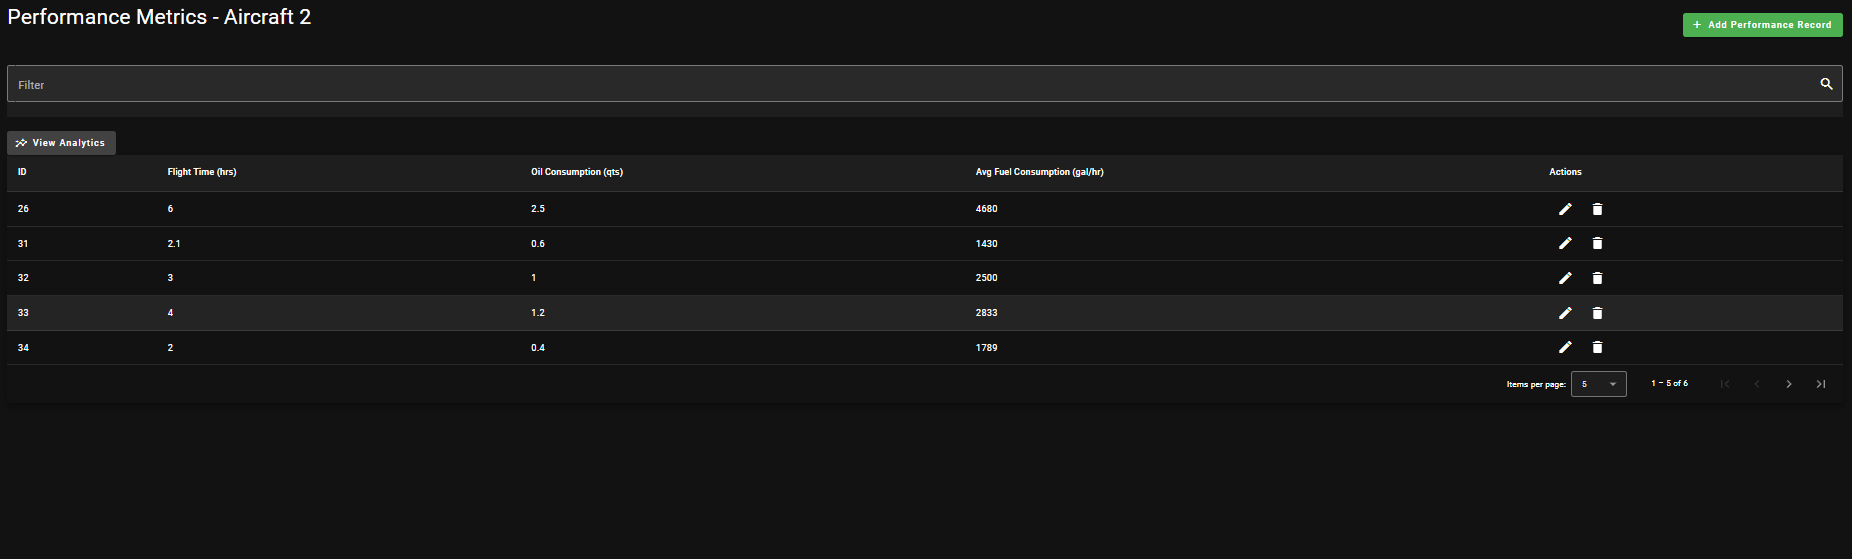 Performance Metrics - Aircraft 2
+ Add Performance Record
Filter
View Analytics
ID Flight Time (hrs) Oil Consumption (qts) Avg Fuel Consumption (gal/hr) Actions
26 6 2.5 4680
31 2.1 0.6 1430
32 3 1 2500
33 4 1.2 2833
34 2 0.4 1789
Items per page: 5 1 – 5 of 6